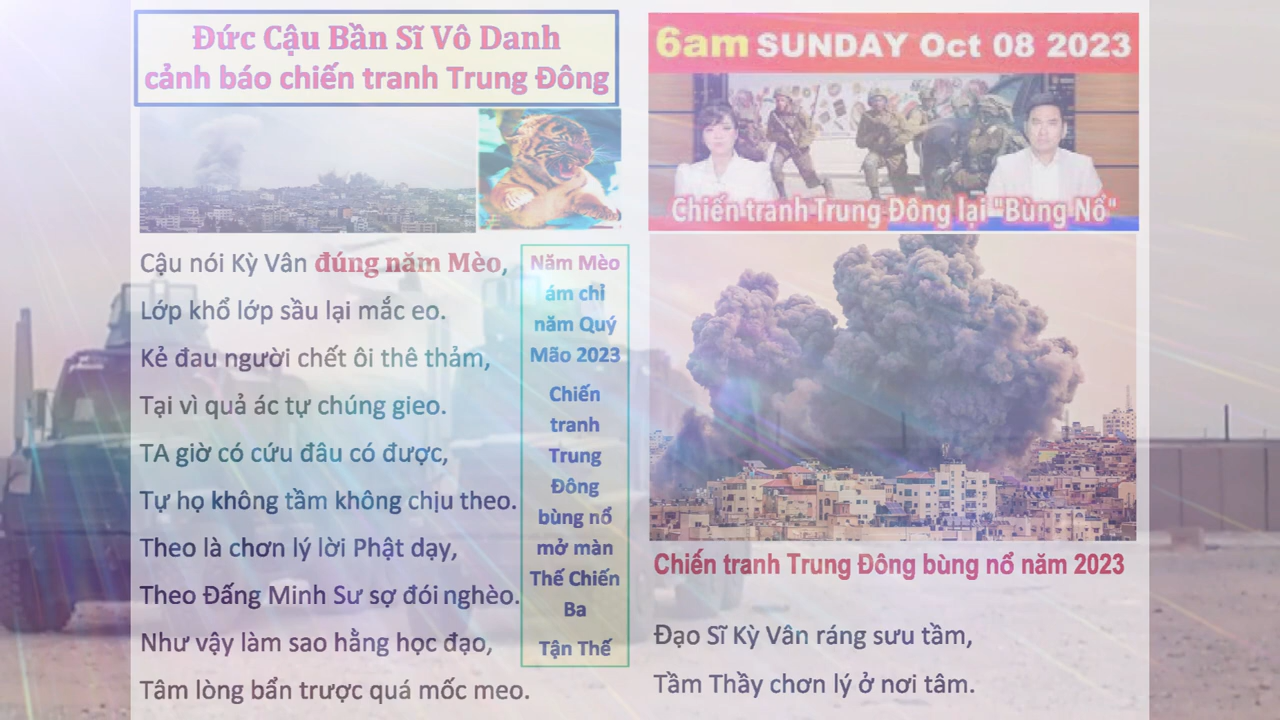 Đức Cậu Bần Sĩ Vô Danh
cảnh báo chiến tranh Trung Đông
Cậu nói Kỳ Vân đúng năm Mèo,
Lớp khổ lớp sầu lại mắc eo.
Kẻ đau người chết ôi thê thảm,
Tại vì quả ác tự chúng gieo.
TA giờ có cứu đâu có được,
Tự họ không tầm không chịu theo.
Theo là chơn lý lời Phật dạy,
Theo Đấng Minh Sư sợ đói nghèo.
Như vậy làm sao hằng học đạo,
Tâm lòng bẩn trược quá mốc meo.
Năm Mèo
ám chỉ
năm Quý
Mão 2023
Chiến
tranh
Trung
Đông
bùng nổ
mở màn
Thế Chiến
Ba
Tận Thế
6am SUNDAY Oct 08 2023
Chiến tranh Trung Đông lại "Bùng Nổ"
Chiến tranh Trung Đông bùng nổ năm 2023
Đạo Sĩ Kỳ Vân ráng sưu tầm,
Tầm Thầy chơn lý ở nơi tâm.